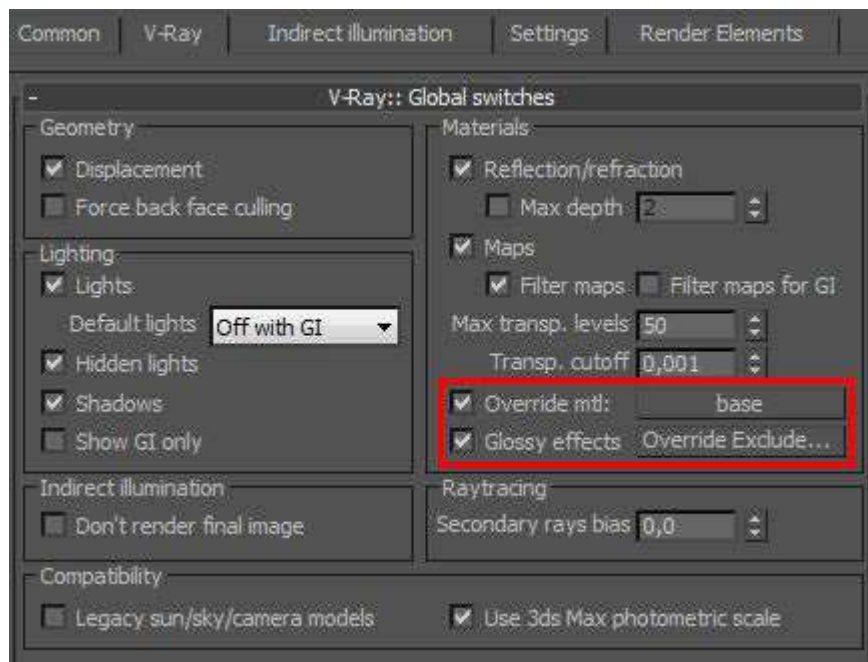 Common V-Ray Indirect illumination Settings Render Elements
- V-Ray:: Global switches
Geometry
Displacement
Force back face culling
Lighting
Lights
Default lights Off with GI
Hidden lights
Shadows
Show GI only
Indirect illumination
Don't render final image
Materials
Reflection/refraction
Max depth 2
Maps
Filter maps Filter maps for GI
Max transp. levels 50
Transp. cutoff 0,001
Override mtl: base
Glossy effects Override Exclude...
Raytracing
Secondary rays bias 0,0
Compatibility
Legacy sun/sky/camera models Use 3ds Max photometric scale